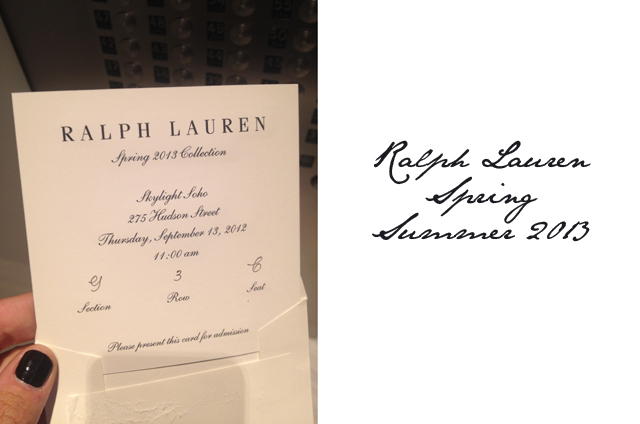 RALPH LAUREN
Spring 2013 Collection
Skylight Soho
275 Hudson Street
Thursday, September 13, 2012
11:00 am
3
Section Row Seat
Please present this card for admission
Ralph Lauren
Spring
Summer 2013